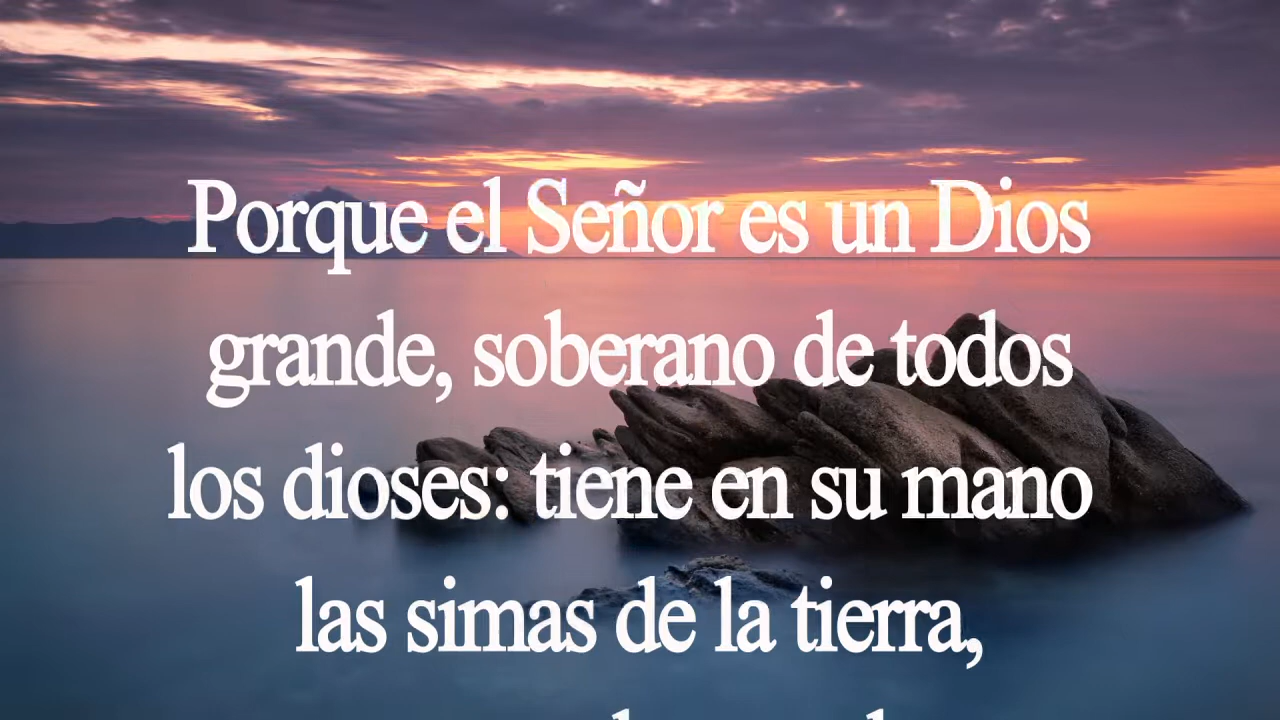 Porque el Señor es un Dios
grande, soberano de todos
los dioses: tiene en su mano
las simas de la tierra,